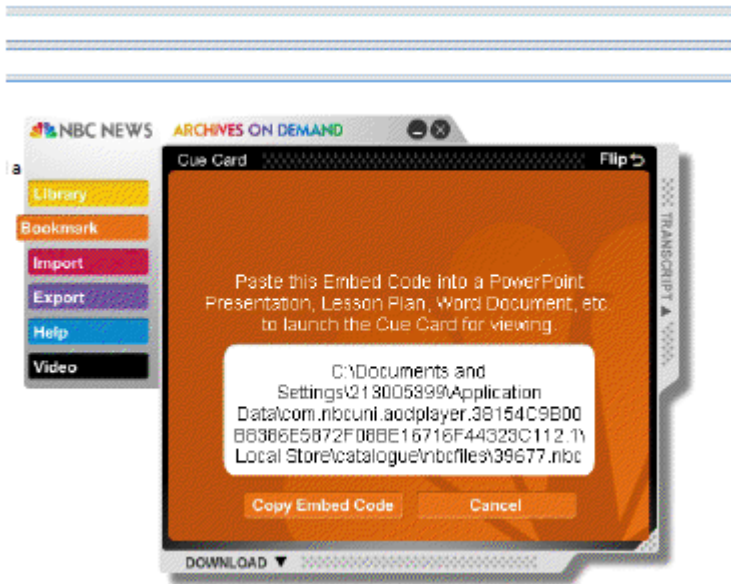 NBC NEWS ARCHIVES ON DEMAND
Cue Card Flip
Library
Bookmark
Import
Export
Help
Video
Paste this Embed Code into a PowerPoint
Presentation, Lesson Plan, Word Document, etc.
to launch the Cue Card for viewing.
C:\Documents and
Settings\213005399\Application
Data\com.nbcuni.aodplayer.38154C9B00
B8386E5872F08BE16716F44323C112.1\
Local Store\catalogue\nbcfiles\39677.nbc
Copy Embed Code Cancel
TRANSCRIPT
DOWNLOAD